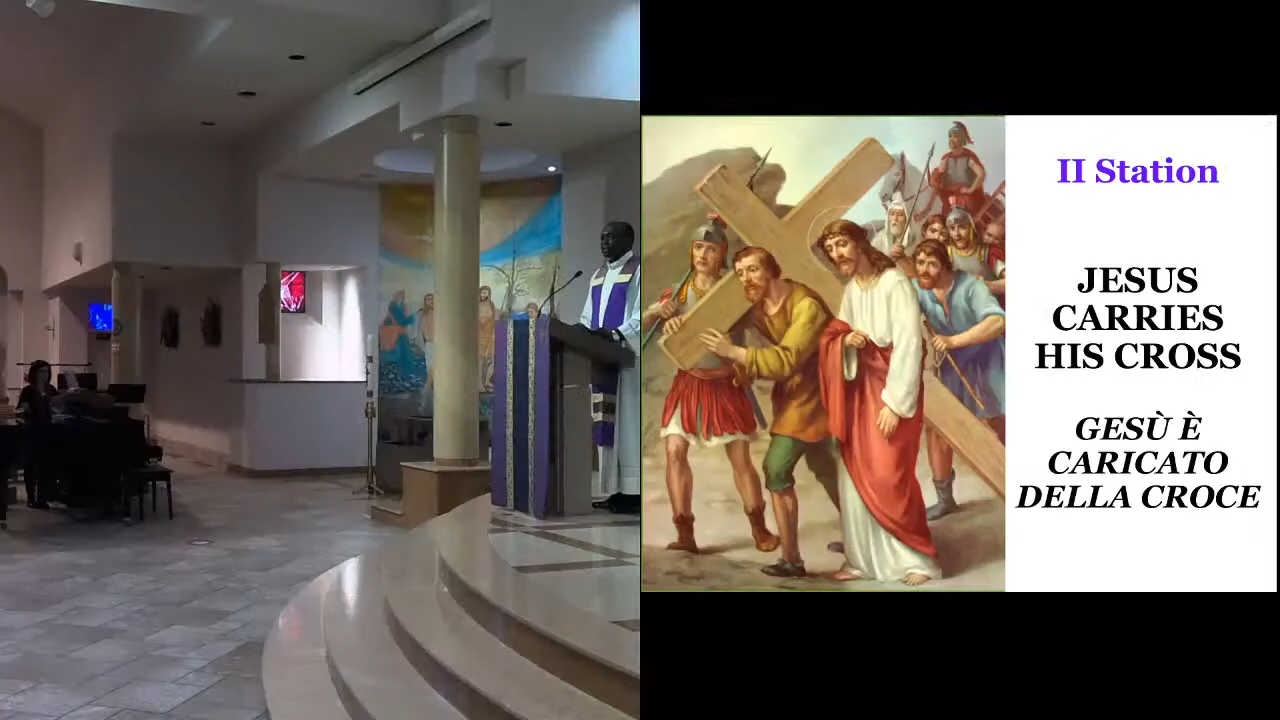 II Station
JESUS
CARRIES
HIS CROSS
GESÙ È
CARICATO
DELLA CROCE